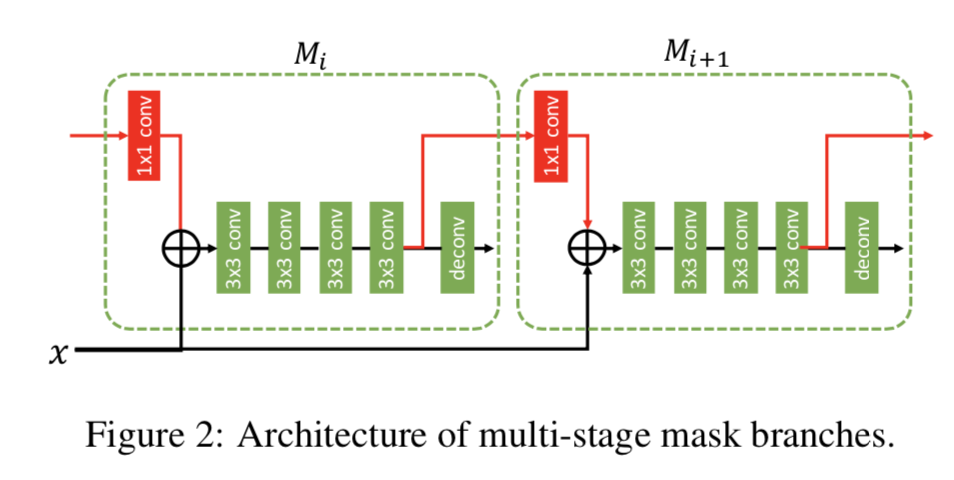 M_i
M_{i+1}
1x1 conv
1x1 conv
3x3 conv
3x3 conv
3x3 conv
3x3 conv
deconv
3x3 conv
3x3 conv
3x3 conv
3x3 conv
deconv
x
Figure 2: Architecture of multi-stage mask branches.